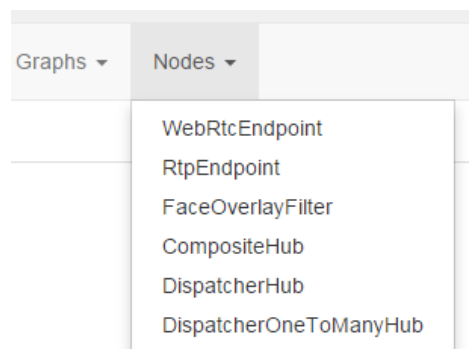 Graphs Nodes
WebRtcEndpoint
RtpEndpoint
FaceOverlayFilter
CompositeHub
DispatcherHub
DispatcherOneToManyHub